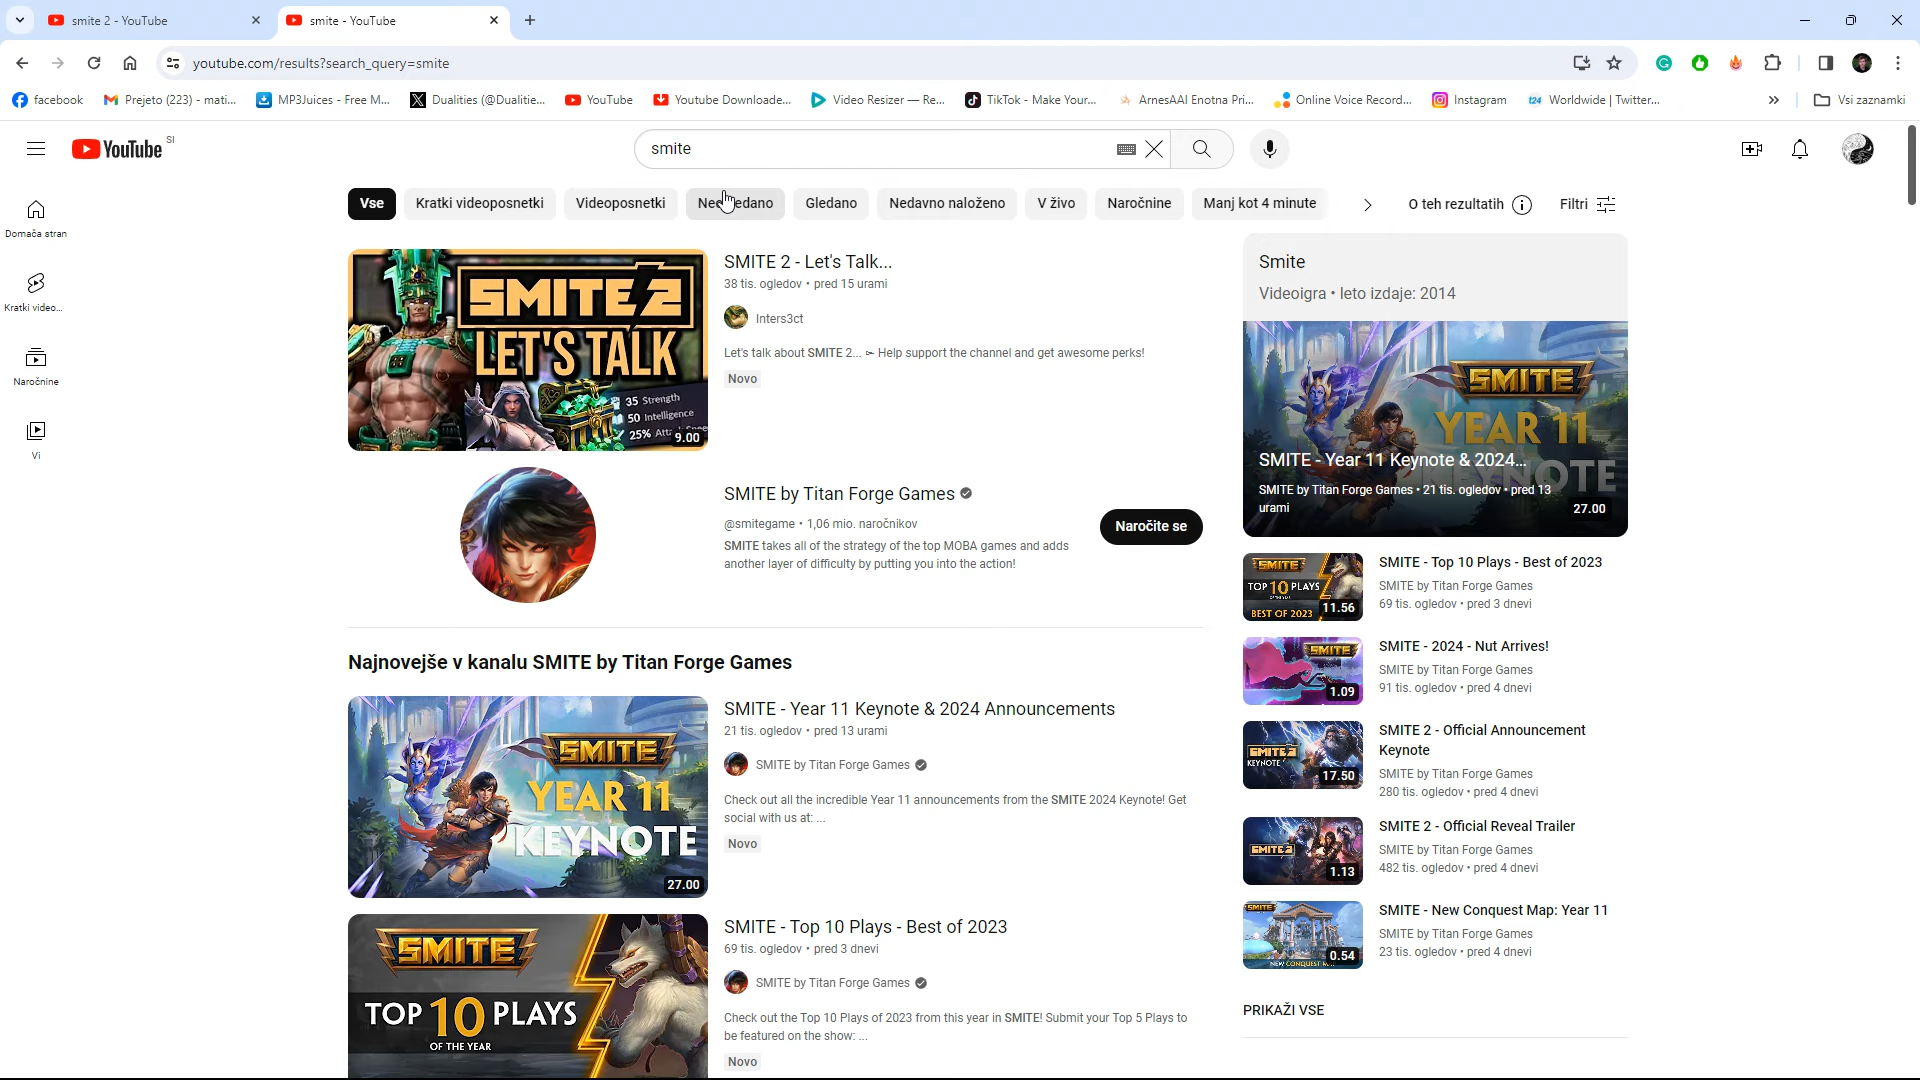 smite 2 - YouTube
smite - YouTube
youtube.com/results?search_query=smite
facebook
Prejeto (223) - mati...
MP3Juices - Free M...
Dualities (@Dualitie...
YouTube
Youtube Downloade...
Video Resizer — Re...
TikTok - Make Your...
ArnesAAI Enotna Pri...
Online Voice Record...
Instagram
t24 Worldwide | Twitter...
Vsi zaznamki
YouTube SI
smite
Vse
Kratki videoposnetki
Videoposnetki
Gledano
Nedavno naloženo
V živo
Naročnine
Manj kot 4 minute
O teh rezultatih
Filtri
Domača stran
Kratki video...
Naročnine
Vi
SMITE 2
LET'S TALK
35 Strength
50 Intelligence
25%
9.00
SMITE 2 - Let's Talk...
38 tis. ogledov • pred 15 urami
Inters3ct
Let's talk about SMITE 2... ➣ Help support the channel and get awesome perks!
Novo
SMITE by Titan Forge Games
@smitegame • 1,06 mio. naročnikov
SMITE takes all of the strategy of the top MOBA games and adds
another layer of difficulty by putting you into the action!
Naročite se
Najnovejše v kanalu SMITE by Titan Forge Games
SMITE
YEAR 11
KEYNOTE
27.00
SMITE - Year 11 Keynote & 2024 Announcements
21 tis. ogledov • pred 13 urami
SMITE by Titan Forge Games
Check out all the incredible Year 11 announcements from the SMITE 2024 Keynote! Get
social with us at: ...
Novo
SMITE
TOP 10 PLAYS
OF THE YEAR
SMITE - Top 10 Plays - Best of 2023
69 tis. ogledov • pred 3 dnevi
SMITE by Titan Forge Games
Check out the Top 10 Plays of 2023 from this year in SMITE! Submit your Top 5 Plays to
be featured on the show: ...
Novo
Smite
Videoigra • leto izdaje: 2014
SMITE
YEAR 11
KEYNOTE
SMITE - Year 11 Keynote & 2024...
SMITE by Titan Forge Games • 21 tis. ogledov • pred 13
urami
27.00
SMITE
TOP 10 PLAYS
BEST OF 2023
11.56
SMITE - Top 10 Plays - Best of 2023
SMITE by Titan Forge Games
69 tis. ogledov • pred 3 dnevi
SMITE
1.09
SMITE - 2024 - Nut Arrives!
SMITE by Titan Forge Games
91 tis. ogledov • pred 4 dnevi
SMITE 2
KEYNOTE
17.50
SMITE 2 - Official Announcement
Keynote
SMITE by Titan Forge Games
280 tis. ogledov • pred 4 dnevi
SMITE 2
1.13
SMITE 2 - Official Reveal Trailer
SMITE by Titan Forge Games
482 tis. ogledov • pred 4 dnevi
SMITE
NEW CONQUEST
0.54
SMITE - New Conquest Map: Year 11
SMITE by Titan Forge Games
23 tis. ogledov • pred 4 dnevi
PRIKAŽI VSE